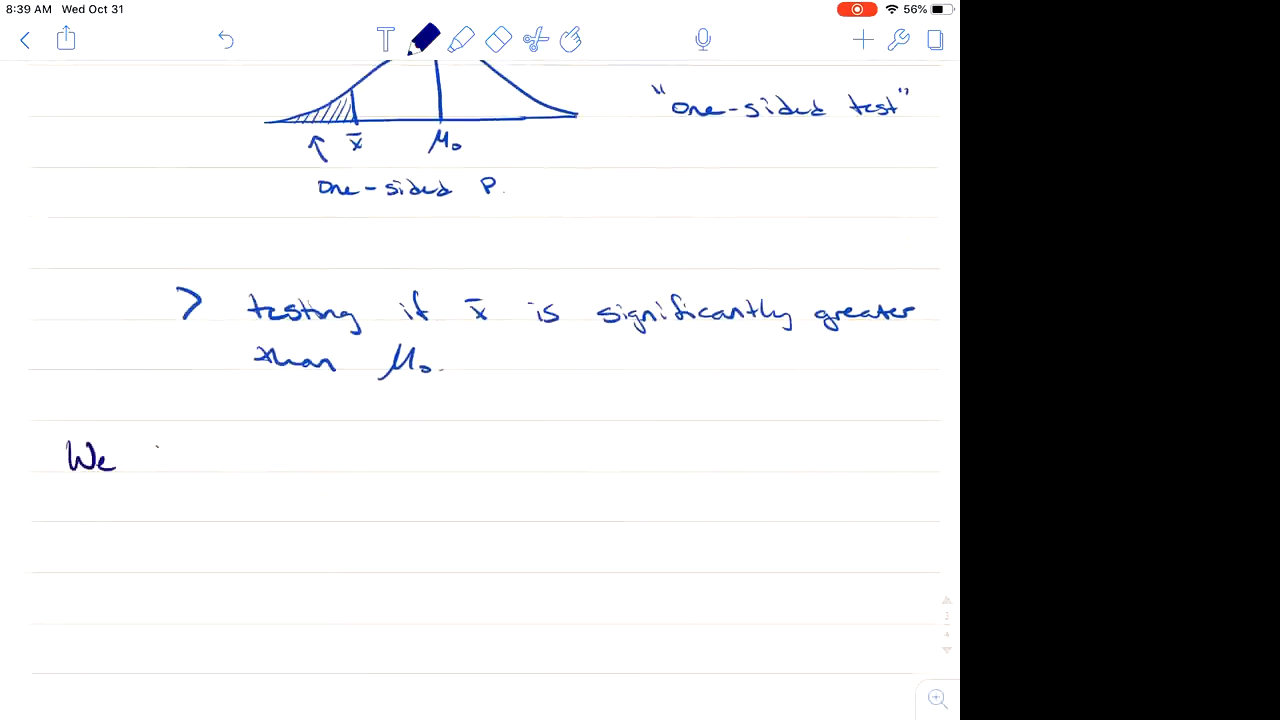 8:39 AM Wed Oct 31
56%
T
"one-sided test"
x̄ μ₀
one-sided P.
> testing if x̄ is significantly greater
than μ₀.
We